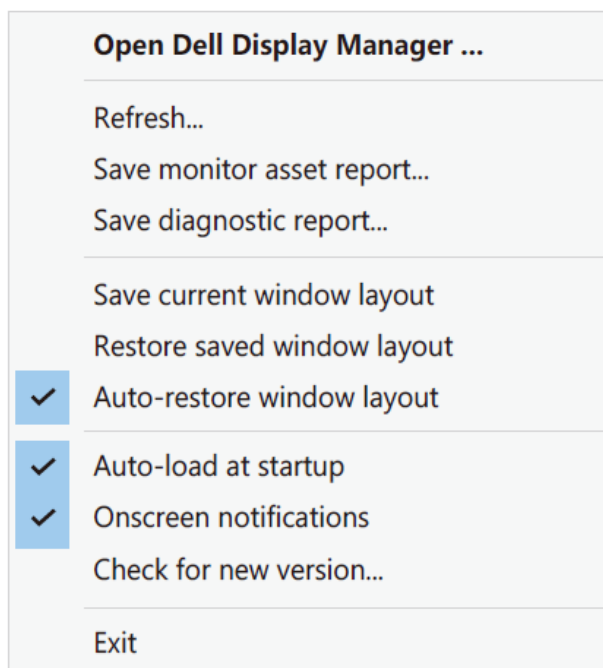 Open Dell Display Manager ...
Refresh...
Save monitor asset report...
Save diagnostic report...
Save current window layout
Restore saved window layout
Auto-restore window layout
Auto-load at startup
Onscreen notifications
Check for new version...
Exit